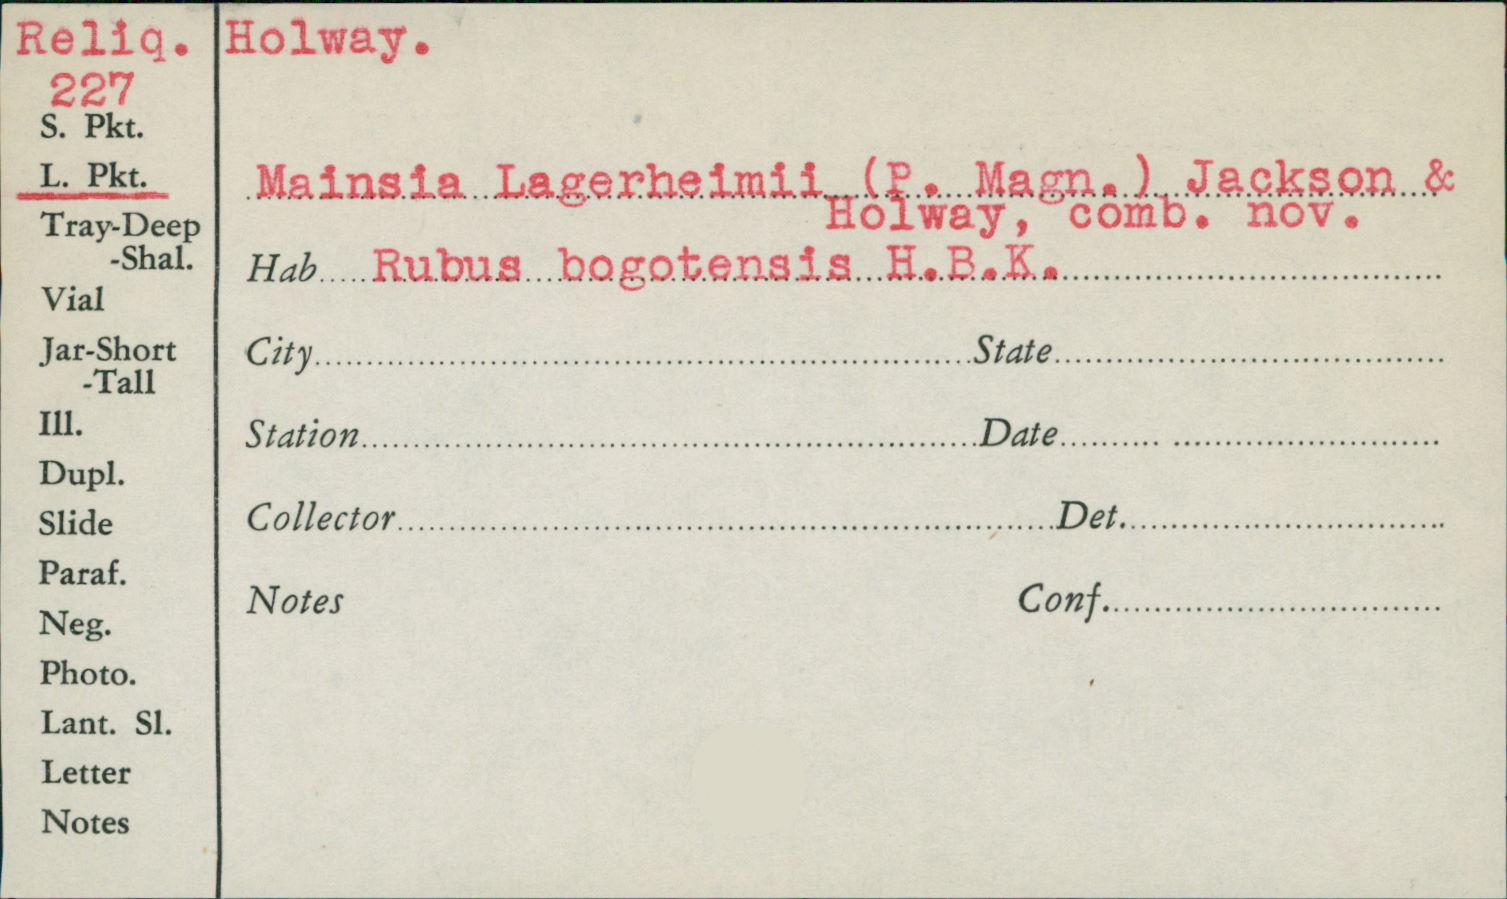 Reliq. Holway.
227
S. Pkt.
L. Pkt.
Mainsia Lagerheimii (P. Magn.) Jackson &
Holway, comb. nov.
Tray-Deep
-Shal.
Hab. Rubus bogotensis H.B.K.
Vial
Jar-Short
-Tall
City State
Ill.
Station Date
Dupl.
Slide
Collector Det.
Paraf.
Notes Conf.
Neg.
Photo.
Lant. Sl.
Letter
Notes